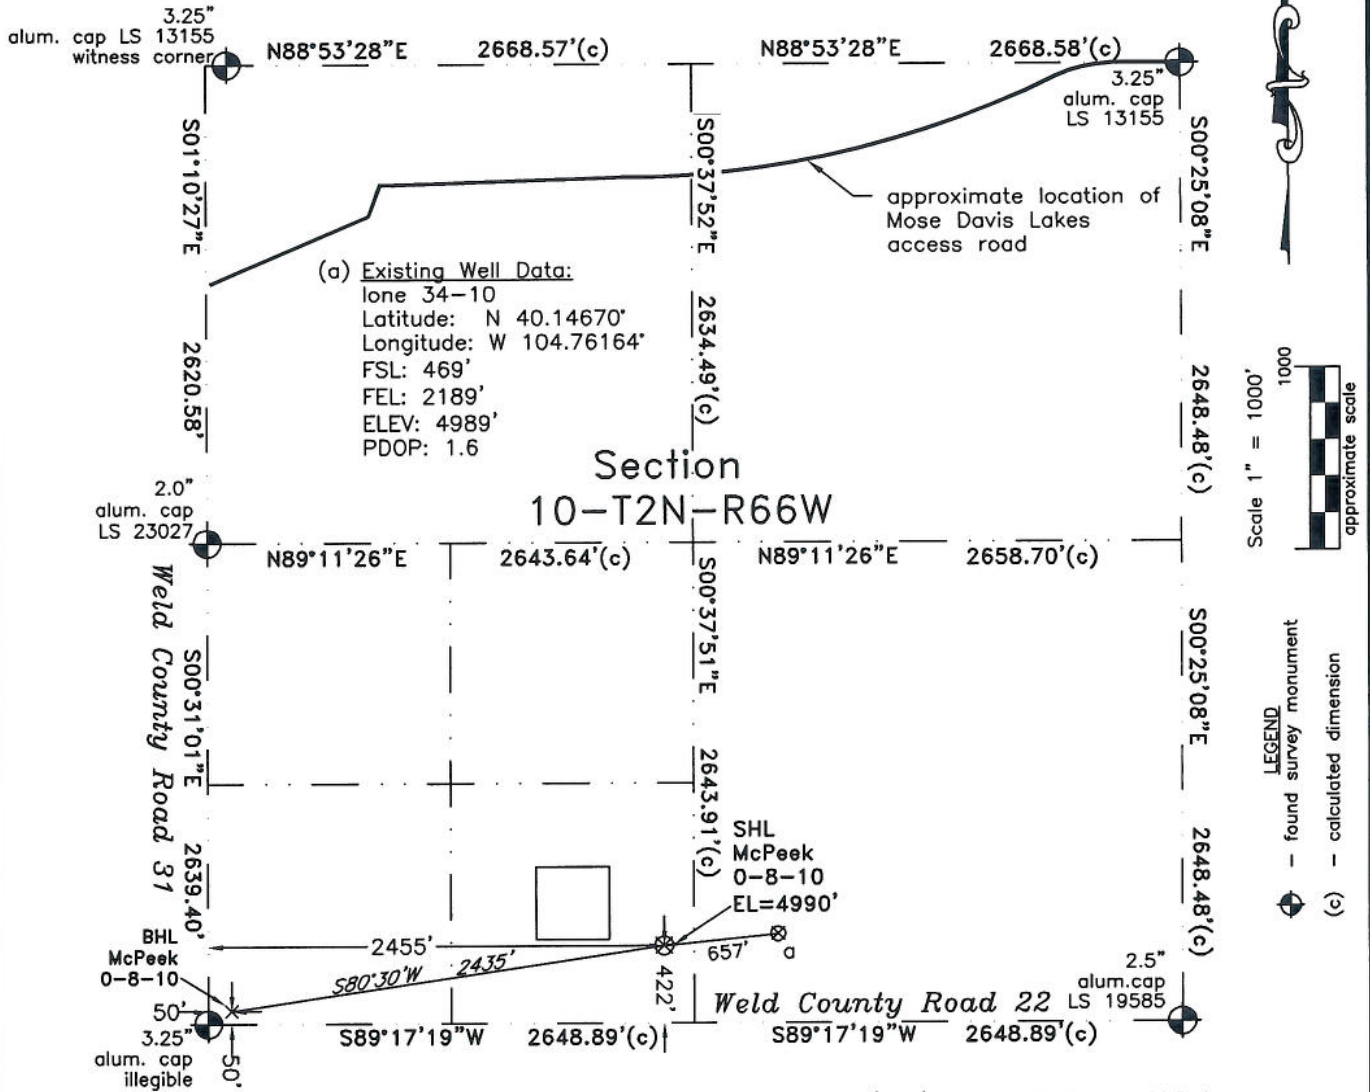 3.25"
alum. cap LS 13155
witness corner
N88°53'28"E 2668.57'(c)
N88°53'28"E 2668.58'(c)
3.25"
alum. cap
LS 13155
S01°10'27"E
2620.58'
S00°37'52"E
2634.49'(c)
S00°25'08"E
2648.48'(c)
approximate location of
Mose Davis Lakes
access road
(a) Existing Well Data:
Ione 34-10
Latitude: N 40.14670°
Longitude: W 104.76164°
FSL: 469'
FEL: 2189'
ELEV: 4989'
PDOP: 1.6
Section
10-T2N-R66W
2.0"
alum. cap
LS 23027
N89°11'26"E 2643.64'(c)
N89°11'26"E 2658.70'(c)
Weld County Road 31
S00°31'01"E
2639.40'
S00°37'51"E
2643.91'(c)
S00°25'08"E
2648.48'(c)
SHL
McPeek
O-8-10
EL=4990'
BHL
McPeek
O-8-10
2455'
S80°30'W 2435'
657'
a
422'
50'
50'
3.25"
alum. cap
illegible
Weld County Road 22
2.5"
alum.cap
LS 19585
S89°17'19"W 2648.89'(c)
S89°17'19"W 2648.89'(c)
Scale 1" = 1000'
1000
approximate scale
LEGEND
– found survey monument
(c) – calculated dimension